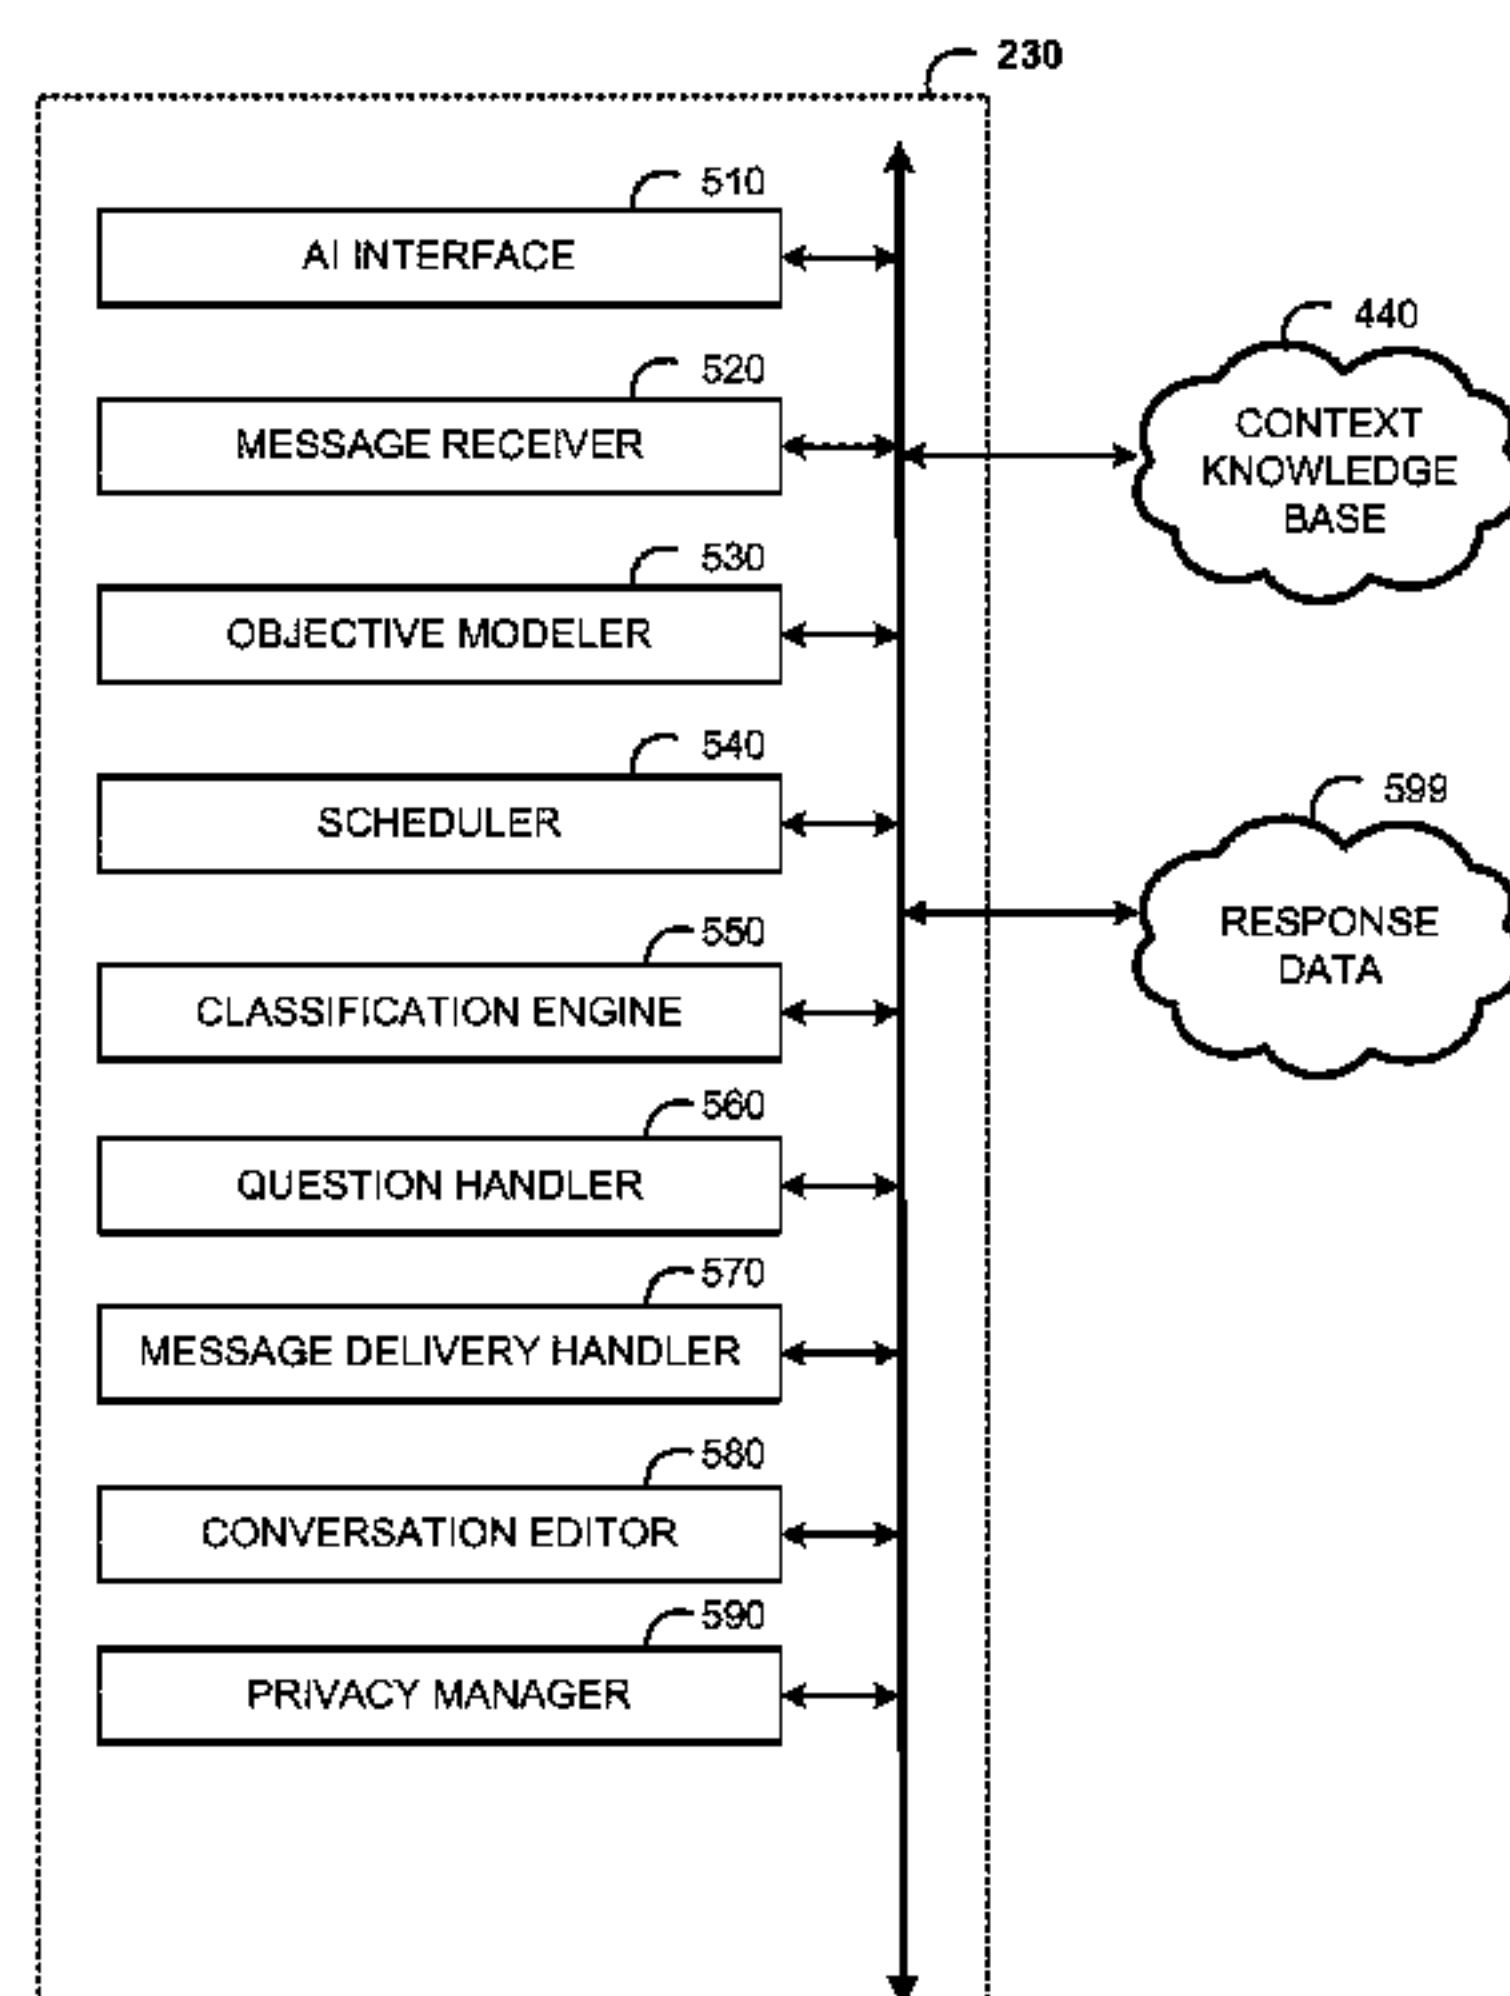 230
510
AI INTERFACE
520
MESSAGE RECEIVER
440
CONTEXT
KNOWLEDGE
BASE
530
OBJECTIVE MODELER
540
SCHEDULER
599
RESPONSE
DATA
550
CLASSIFICATION ENGINE
560
QUESTION HANDLER
570
MESSAGE DELIVERY HANDLER
580
CONVERSATION EDITOR
590
PRIVACY MANAGER